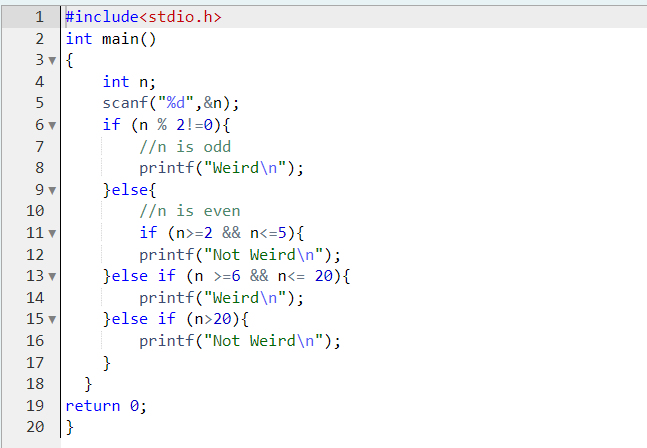 1 #include<stdio.h>
2 int main()
3 {
4     int n;
5     scanf("%d",&n);
6     if (n % 2!=0){
7         //n is odd
8         printf("Weird\n");
9     }else{
10         //n is even
11         if (n>=2 && n<=5){
12         printf("Not Weird\n");
13     }else if (n >=6 && n<= 20){
14         printf("Weird\n");
15     }else if (n>20){
16         printf("Not Weird\n");
17     }
18   }
19 return 0;
20 }